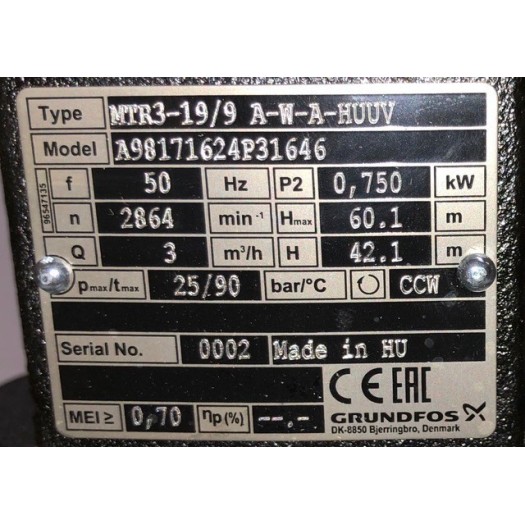 Type MTR3-19/9 A-W-A-HUUV
Model A98171624P31646
f 50 Hz P2 0,750 kW
n 2864 min⁻¹ Hmax 60.1 m
Q 3 m³/h H 42.1 m
pmax/tmax 25/90 bar/°C CCW
96547135
Serial No. 0002 Made in HU
CE EAC
MEI ≥ 0,70 ηp(%) --.-
GRUNDFOS X
DK-8850 Bjerringbro, Denmark